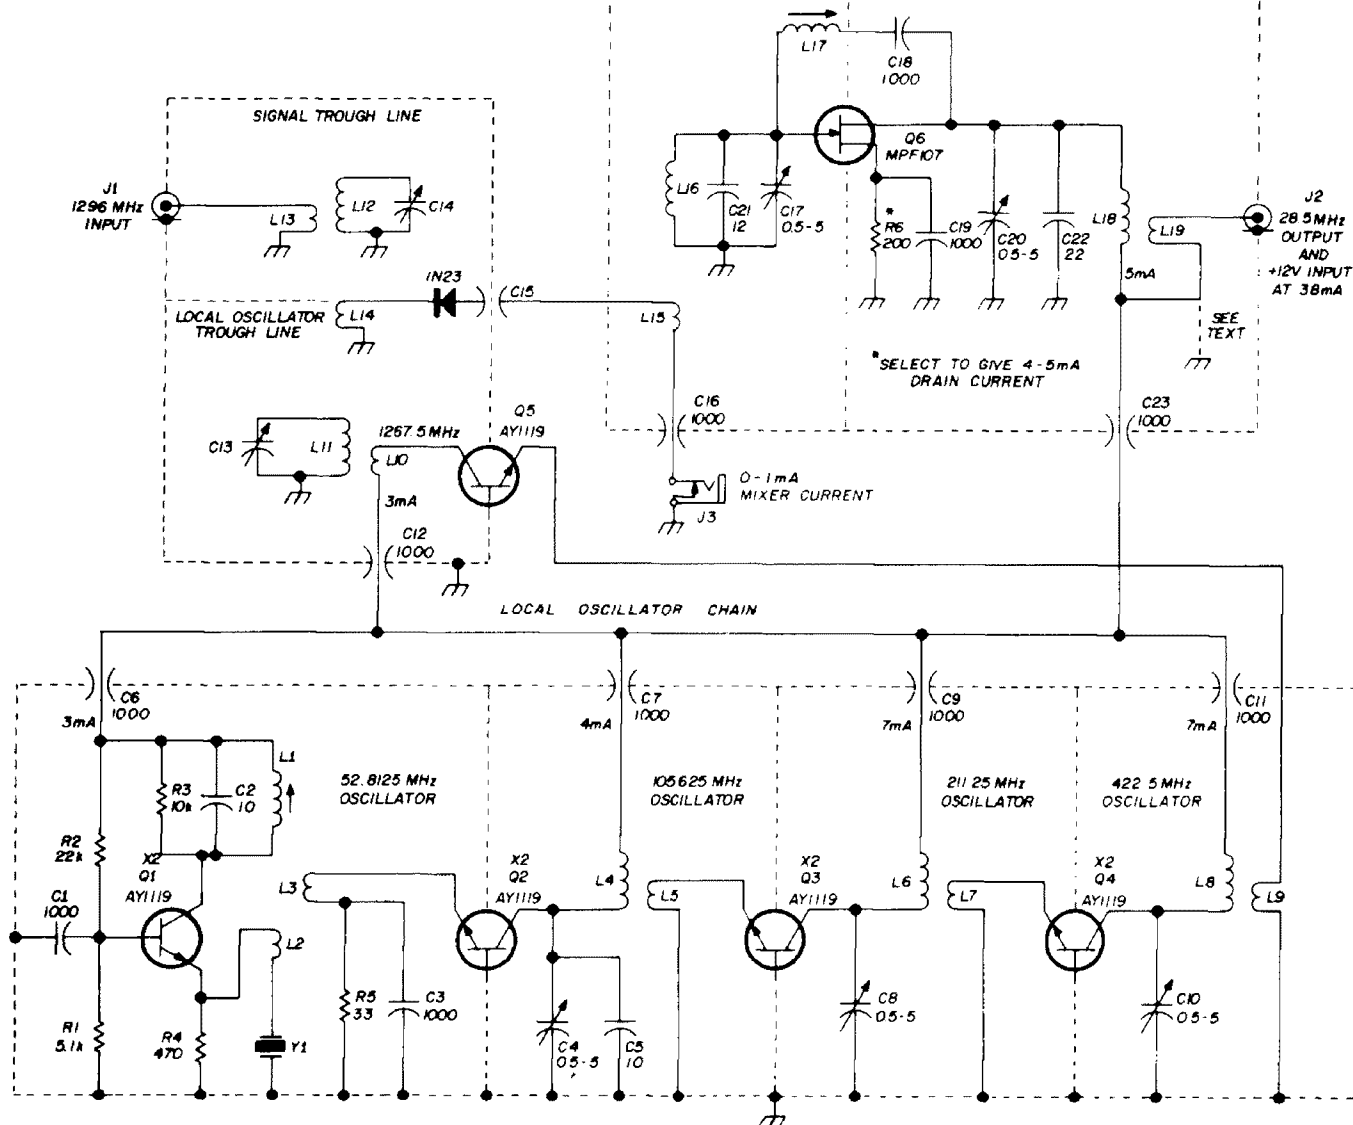 L17
C18
1000
SIGNAL TROUGH LINE
Q6
MPF107
J1
1296 MHz
INPUT
L13
L12
C14
L16
C21
12
C17
0.5-5
*
R6
200
C19
1000
C20
0.5-5
C22
22
L18
L19
J2
28.5MHz
OUTPUT
AND
+12V INPUT
AT 38mA
5mA
1N23
C15
L14
LOCAL OSCILLATOR
TROUGH LINE
L15
SEE
TEXT
*SELECT TO GIVE 4-5mA
DRAIN CURRENT
C16
1000
C23
1000
Q5
AY1119
1267.5MHz
C13
L11
L10
3mA
0-1mA
MIXER CURRENT
J3
C12
1000
LOCAL OSCILLATOR CHAIN
C6
1000
3mA
C7
1000
4mA
C9
1000
7mA
C11
1000
7mA
L1
R3
10k
C2
10
52.8125 MHz
OSCILLATOR
105.625 MHz
OSCILLATOR
211.25 MHz
OSCILLATOR
422.5 MHz
OSCILLATOR
R2
22k
X2
Q1
AY1119
C1
1000
L3
X2
Q2
AY1119
L4
L5
X2
Q3
AY1119
L6
L7
X2
Q4
AY1119
L8
L9
L2
R1
5.1k
R4
470
Y1
R5
33
C3
1000
C4
0.5-5
C5
10
C8
0.5-5
C10
0.5-5